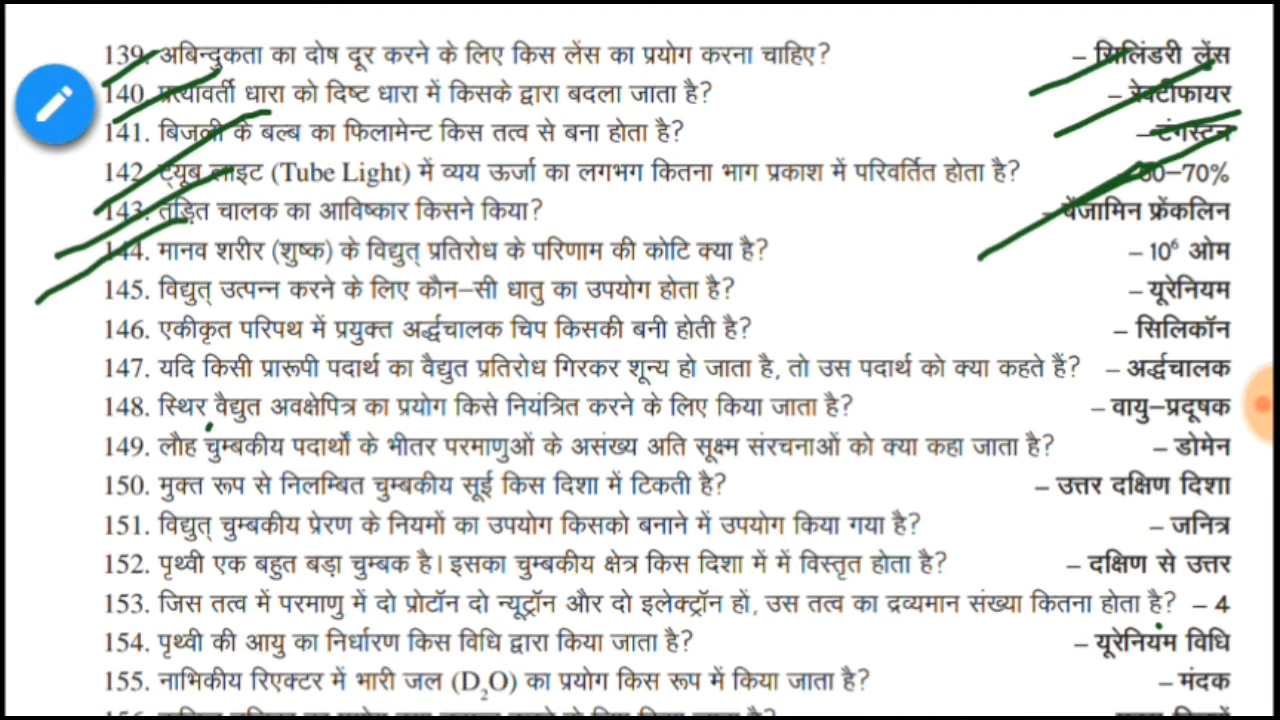 139. अबिन्दुकता का दोष दूर करने के लिए किस लेंस का प्रयोग करना चाहिए? – सिलिंडरी लेंस
140. प्रत्यावर्ती धारा को दिष्ट धारा में किसके द्वारा बदला जाता है? – रेक्टीफायर
141. बिजली के बल्ब का फिलामेन्ट किस तत्व से बना होता है? – टंगस्टन
142. ट्यूब लाइट (Tube Light) में व्यय ऊर्जा का लगभग कितना भाग प्रकाश में परिवर्तित होता है? – 60–70%
143. तड़ित चालक का आविष्कार किसने किया? – बेंजामिन फ्रेंकलिन
144. मानव शरीर (शुष्क) के विद्युत् प्रतिरोध के परिणाम की कोटि क्या है? – 10⁶ ओम
145. विद्युत् उत्पन्न करने के लिए कौन–सी धातु का उपयोग होता है? – यूरेनियम
146. एकीकृत परिपथ में प्रयुक्त अर्द्धचालक चिप किसकी बनी होती है? – सिलिकॉन
147. यदि किसी प्रारूपी पदार्थ का वैद्युत प्रतिरोध गिरकर शून्य हो जाता है, तो उस पदार्थ को क्या कहते हैं? – अर्द्धचालक
148. स्थिर वैद्युत अवक्षेपित्र का प्रयोग किसे नियंत्रित करने के लिए किया जाता है? – वायु–प्रदूषक
149. लौह चुम्बकीय पदार्थों के भीतर परमाणुओं के असंख्य अति सूक्ष्म संरचनाओं को क्या कहा जाता है? – डोमेन
150. मुक्त रूप से निलम्बित चुम्बकीय सूई किस दिशा में टिकती है? – उत्तर दक्षिण दिशा
151. विद्युत् चुम्बकीय प्रेरण के नियमों का उपयोग किसको बनाने में उपयोग किया गया है? – जनित्र
152. पृथ्वी एक बहुत बड़ा चुम्बक है। इसका चुम्बकीय क्षेत्र किस दिशा में में विस्तृत होता है? – दक्षिण से उत्तर
153. जिस तत्व में परमाणु में दो प्रोटॉन दो न्यूट्रॉन और दो इलेक्ट्रॉन हों, उस तत्व का द्रव्यमान संख्या कितना होता है? – 4
154. पृथ्वी की आयु का निर्धारण किस विधि द्वारा किया जाता है? – यूरेनियम विधि
155. नाभिकीय रिएक्टर में भारी जल (D₂O) का प्रयोग किस रूप में किया जाता है? – मंदक